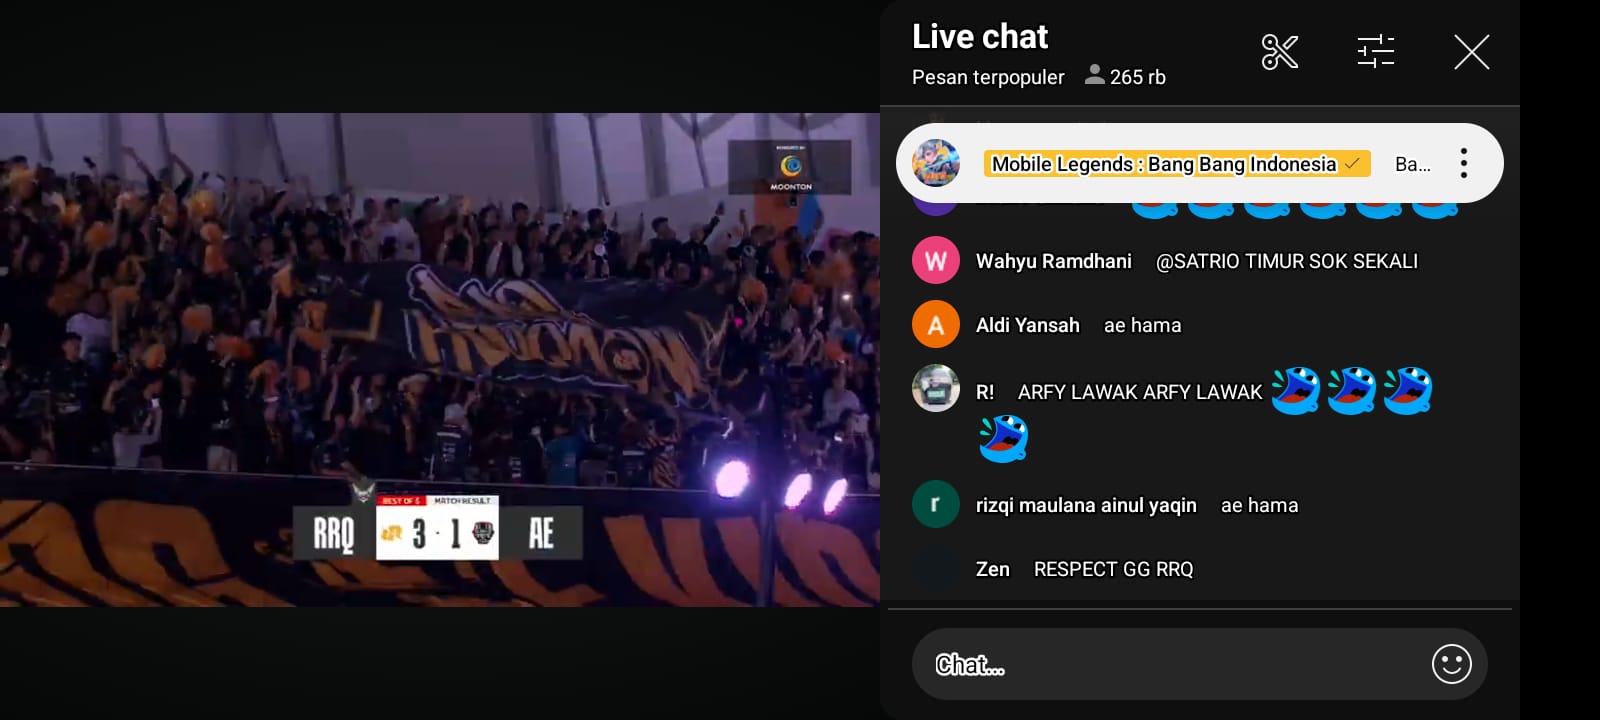 Live chat
Pesan terpopuler 265 rb
Mobile Legends : Bang Bang Indonesia Ba...
Wahyu Ramdhani @SATRIO TIMUR SOK SEKALI
Aldi Yansah ae hama
R! ARFY LAWAK ARFY LAWAK
rizqi maulana ainul yaqin ae hama
Zen RESPECT GG RRQ
Chat...
MOONTON
BEST OF 5 MATCH RESULT
RRQ 3 - 1 AE